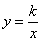 y = k/x